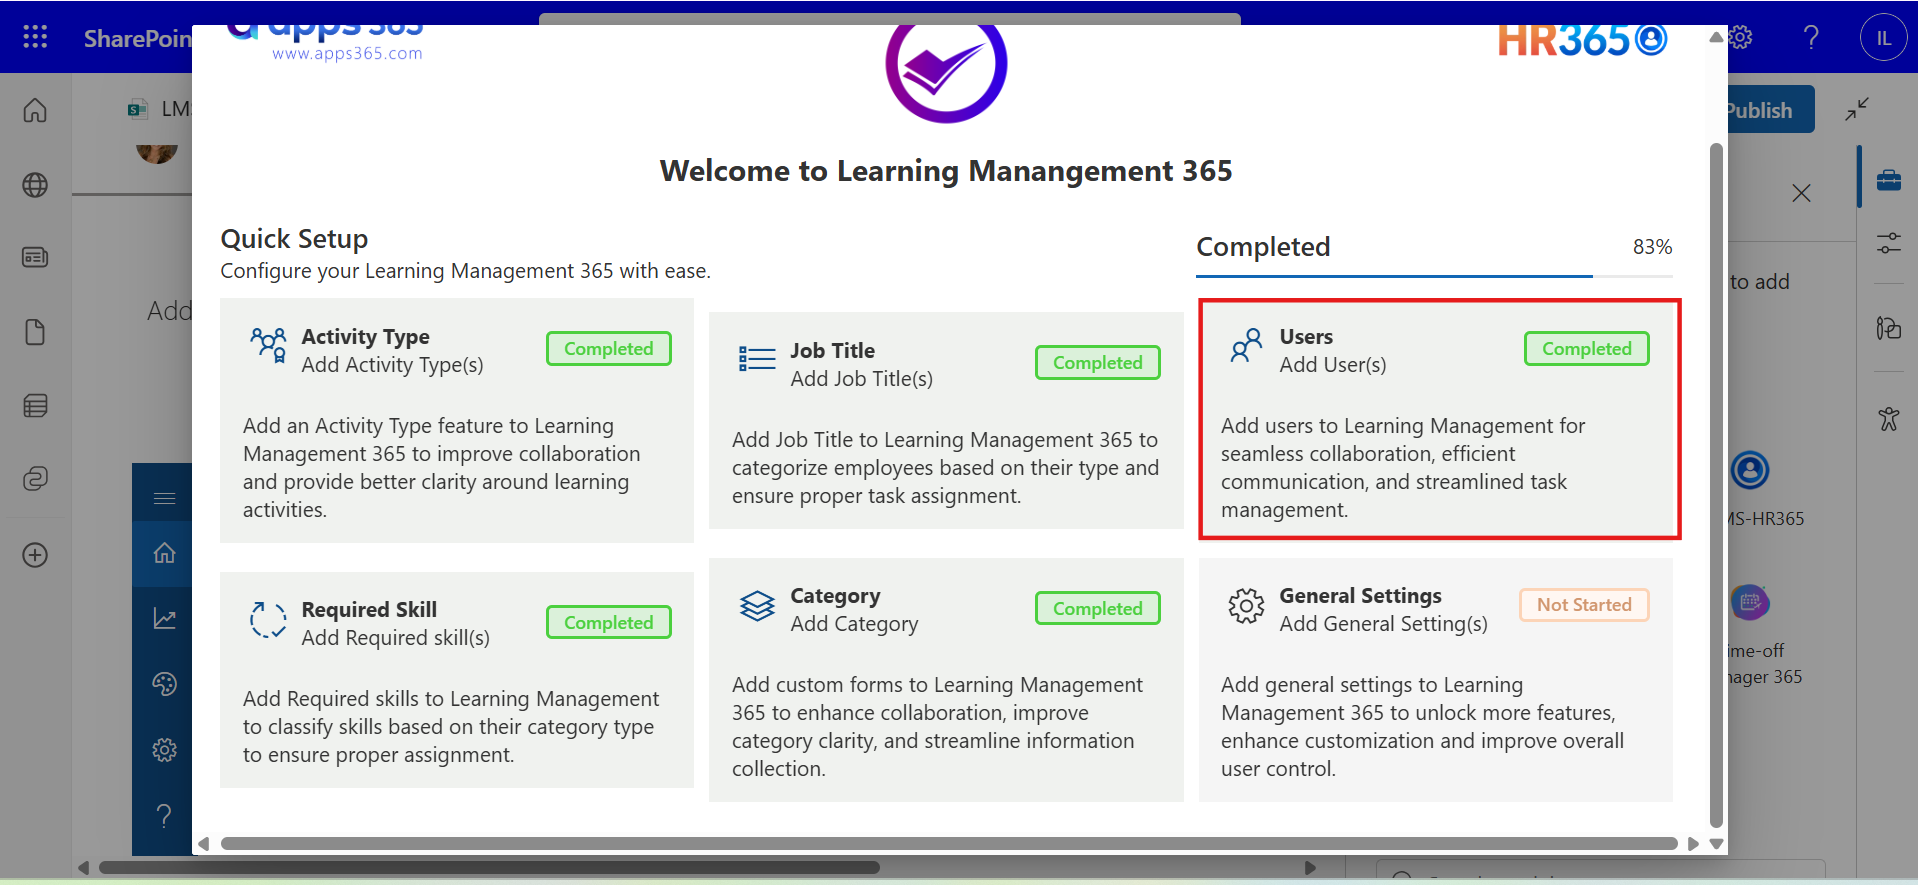 SharePoin
apps 365
www.apps365.com
HR365
IL
LM
Publish
Welcome to Learning Manangement 365
Quick Setup
Configure your Learning Management 365 with ease.
Completed
83%
Add
to add
Activity Type
Add Activity Type(s)
Completed
Add an Activity Type feature to Learning
Management 365 to improve collaboration
and provide better clarity around learning
activities.
Job Title
Add Job Title(s)
Completed
Add Job Title to Learning Management 365 to
categorize employees based on their type and
ensure proper task assignment.
Users
Add User(s)
Completed
Add users to Learning Management for
seamless collaboration, efficient
communication, and streamlined task
management.
MS-HR365
Required Skill
Add Required skill(s)
Completed
Add Required skills to Learning Management
to classify skills based on their category type
to ensure proper assignment.
Category
Add Category
Completed
Add custom forms to Learning Management
365 to enhance collaboration, improve
category clarity, and streamline information
collection.
General Settings
Add General Setting(s)
Not Started
Add general settings to Learning
Management 365 to unlock more features,
enhance customization and improve overall
user control.
ime-off
nager 365